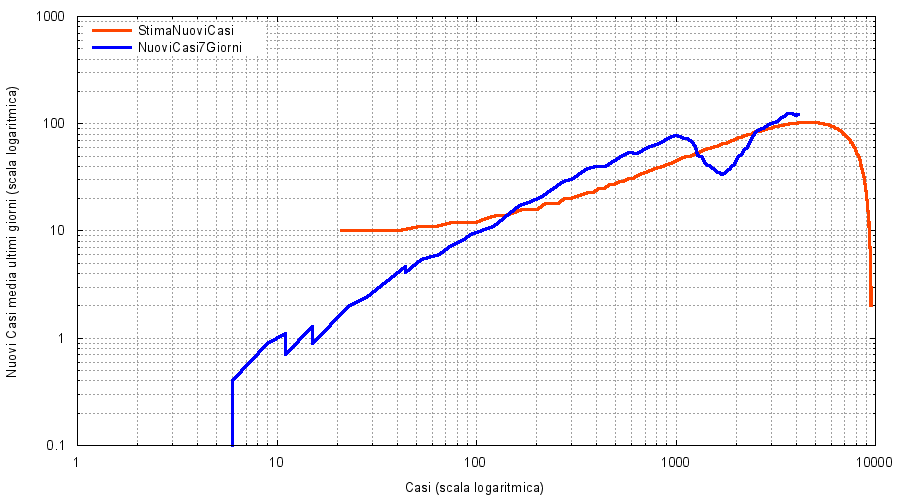 1000
StimaNuoviCasi
NuoviCasi7Giorni
100
10
1
0.1
Nuovi Casi media ultimi giorni (scala logaritmica)
1 10 100 1000 10000
Casi (scala logaritmica)